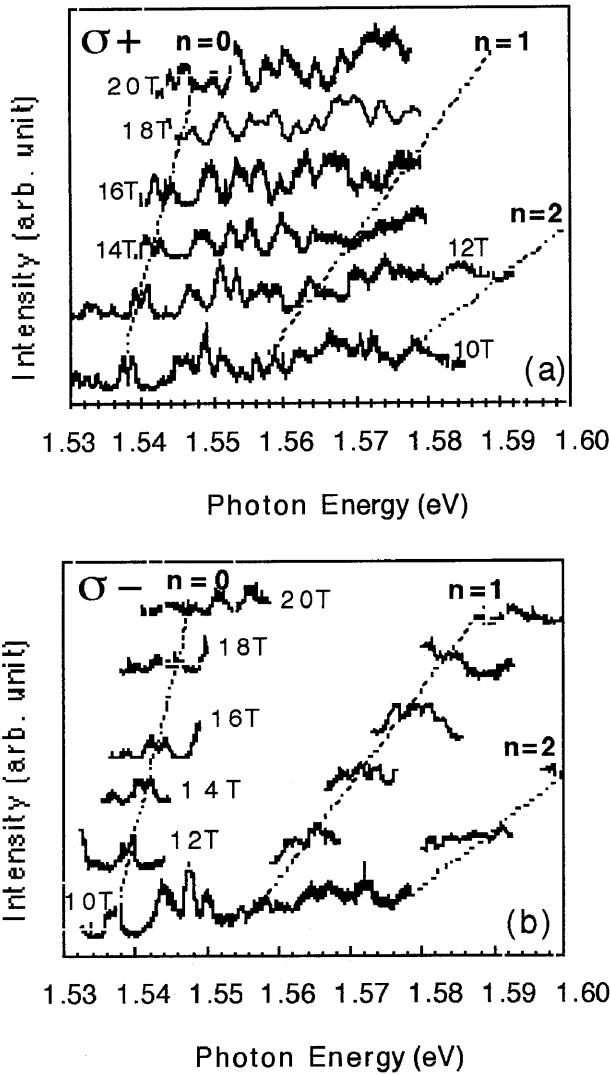 σ+ n=0 n=1
20T
18T
16T
n=2
14T
12T
10T
(a)
Intensity (arb. unit)
1.53 1.54 1.55 1.56 1.57 1.58 1.59 1.60
Photon Energy (eV)
σ− n=0 n=1
20T
18T
16T
n=2
14T
12T
10T
(b)
Intensity (arb. unit)
1.53 1.54 1.55 1.56 1.57 1.58 1.59 1.60
Photon Energy (eV)